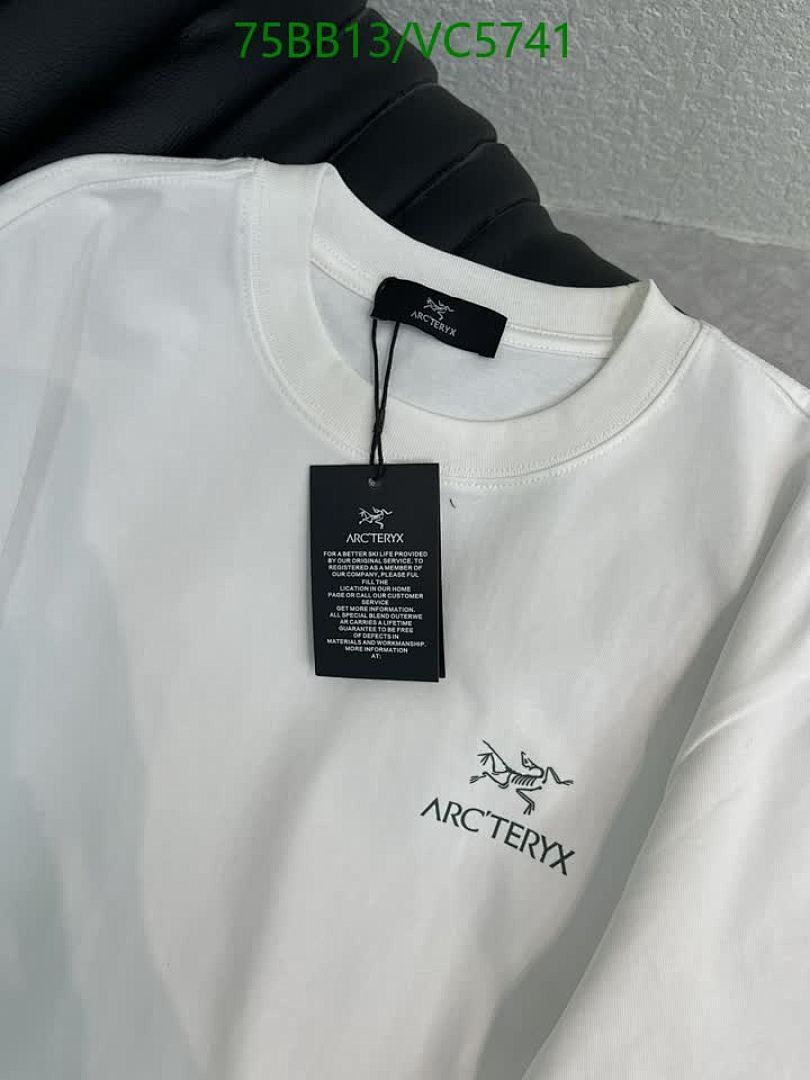 75BB13/VC5741
ARC'TERYX
ARC'TERYX
FOR A BETTER SKI LIFE PROVIDED
BY OUR ORIGINAL SERVICE. TO
REGISTERED AS A MEMBER OF
OUR COMPANY, PLEASE FUL
FILL THE
LOCATION IN OUR HOME
PAGE OR CALL OUR CUSTOMER
SERVICE
GET MORE INFORMATION.
ALL SPECIAL BLEND OUTERWE
AR CARRIES A LIFETIME
GUARANTEE TO BE FREE
OF DEFECTS IN
MATERIALS AND WORKMANSHIP.
MORE INFORMATION
AT:
ARC'TERYX